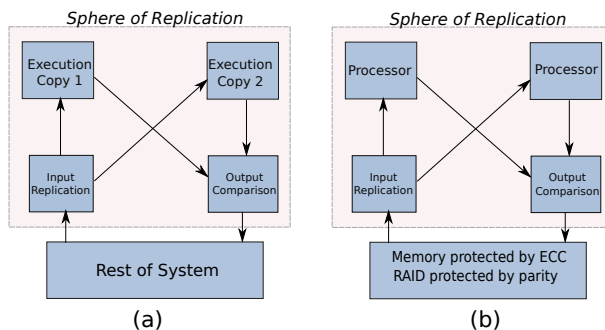 Sphere of Replication
Execution
Copy 1
Execution
Copy 2
Input
Replication
Output
Comparison
Rest of System
(a)
Sphere of Replication
Processor
Processor
Input
Replication
Output
Comparison
Memory protected by ECC
RAID protected by parity
(b)